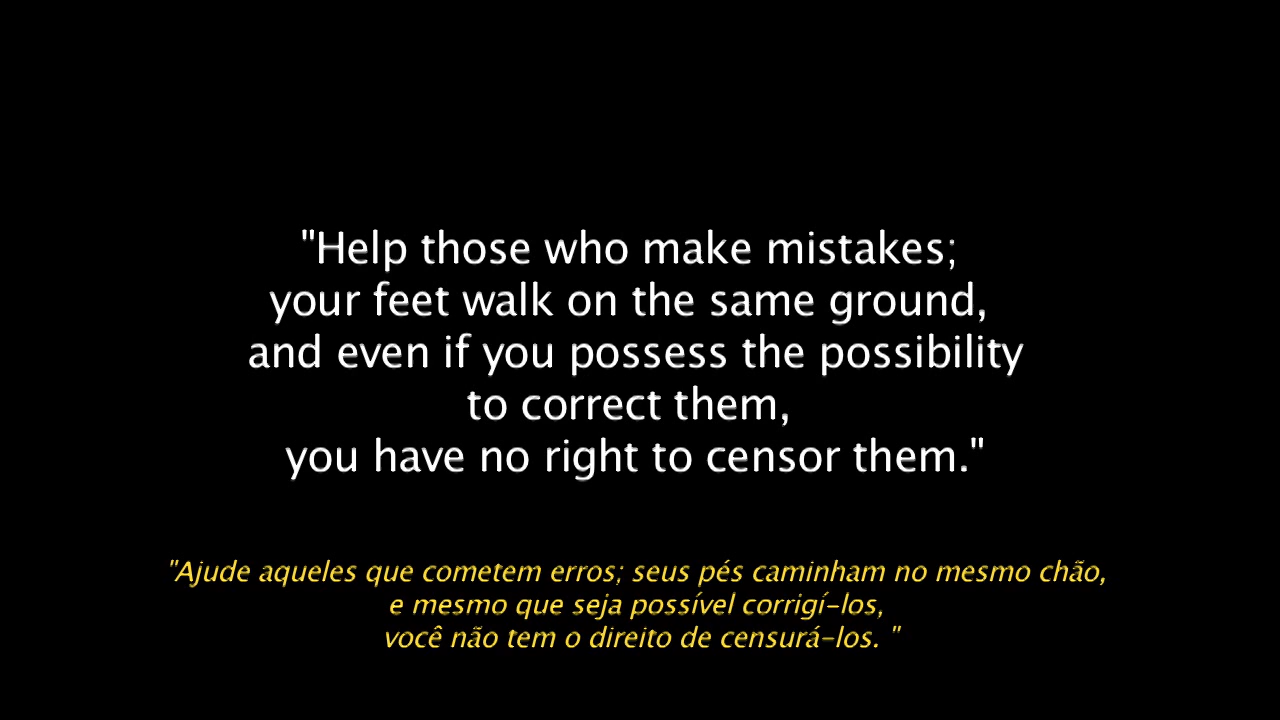 "Help those who make mistakes;
your feet walk on the same ground,
and even if you possess the possibility
to correct them,
you have no right to censor them."
"Ajude aqueles que cometem erros; seus pés caminham no mesmo chão,
e mesmo que seja possível corrigí-los,
você não tem o direito de censurá-los. "